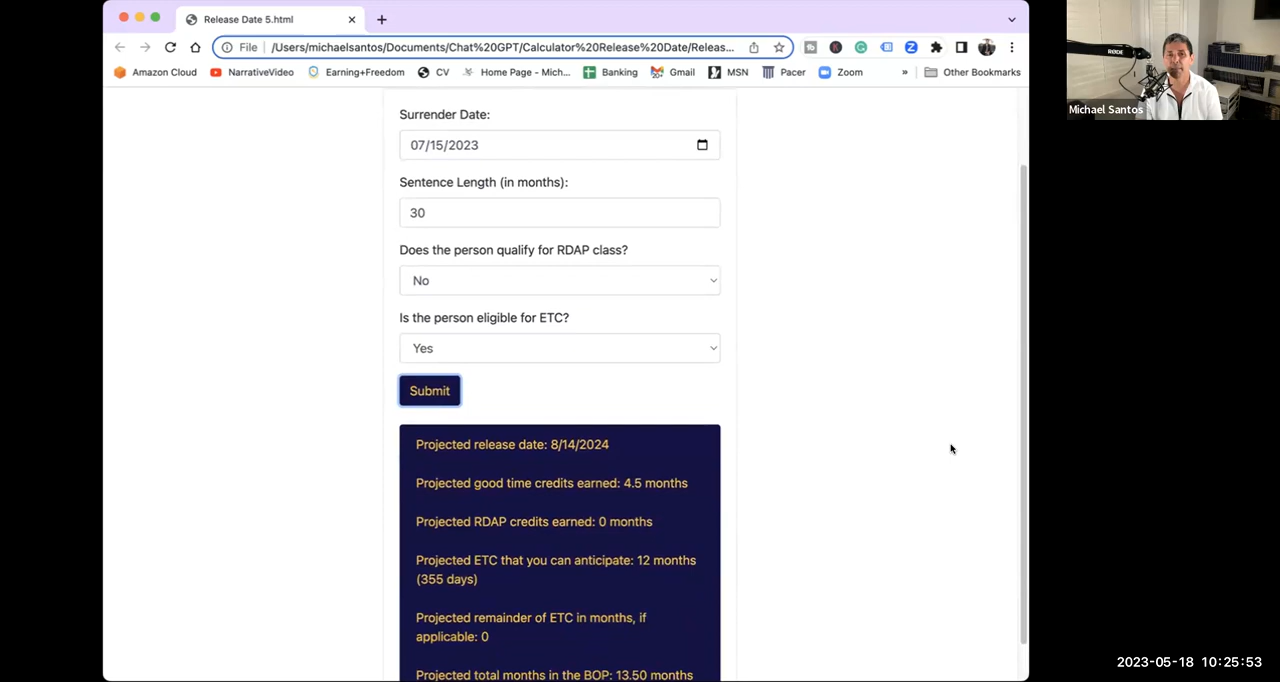 Release Date 5.html
File
/Users/michaelsantos/Documents/Chat%20GPT/Calculator%20Release%20Date/Releas...
Amazon Cloud
NarrativeVideo
Earning+Freedom
CV
Home Page - Mich...
Banking
Gmail
MSN
Pacer
Zoom
»
Other Bookmarks
RØDE
Michael Santos
Surrender Date:
07/15/2023
Sentence Length (in months):
30
Does the person qualify for RDAP class?
No
Is the person eligible for ETC?
Yes
Submit
Projected release date: 8/14/2024
Projected good time credits earned: 4.5 months
Projected RDAP credits earned: 0 months
Projected ETC that you can anticipate: 12 months
(355 days)
Projected remainder of ETC in months, if
applicable: 0
Projected total months in the BOP: 13.50 months
2023-05-18 10:25:53